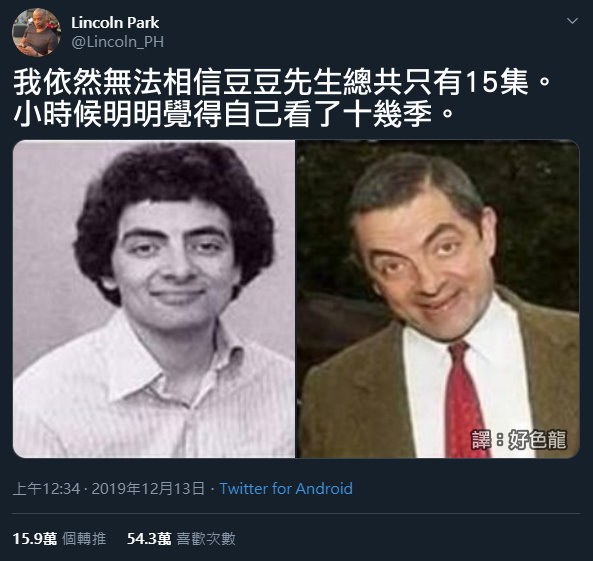 Lincoln Park
@Lincoln_PH
我依然無法相信豆豆先生總共只有15集。
小時候明明覺得自己看了十幾季。
譯：好色龍
上午12:34 · 2019年12月13日 · Twitter for Android
15.9萬 個轉推 54.3萬 喜歡次數